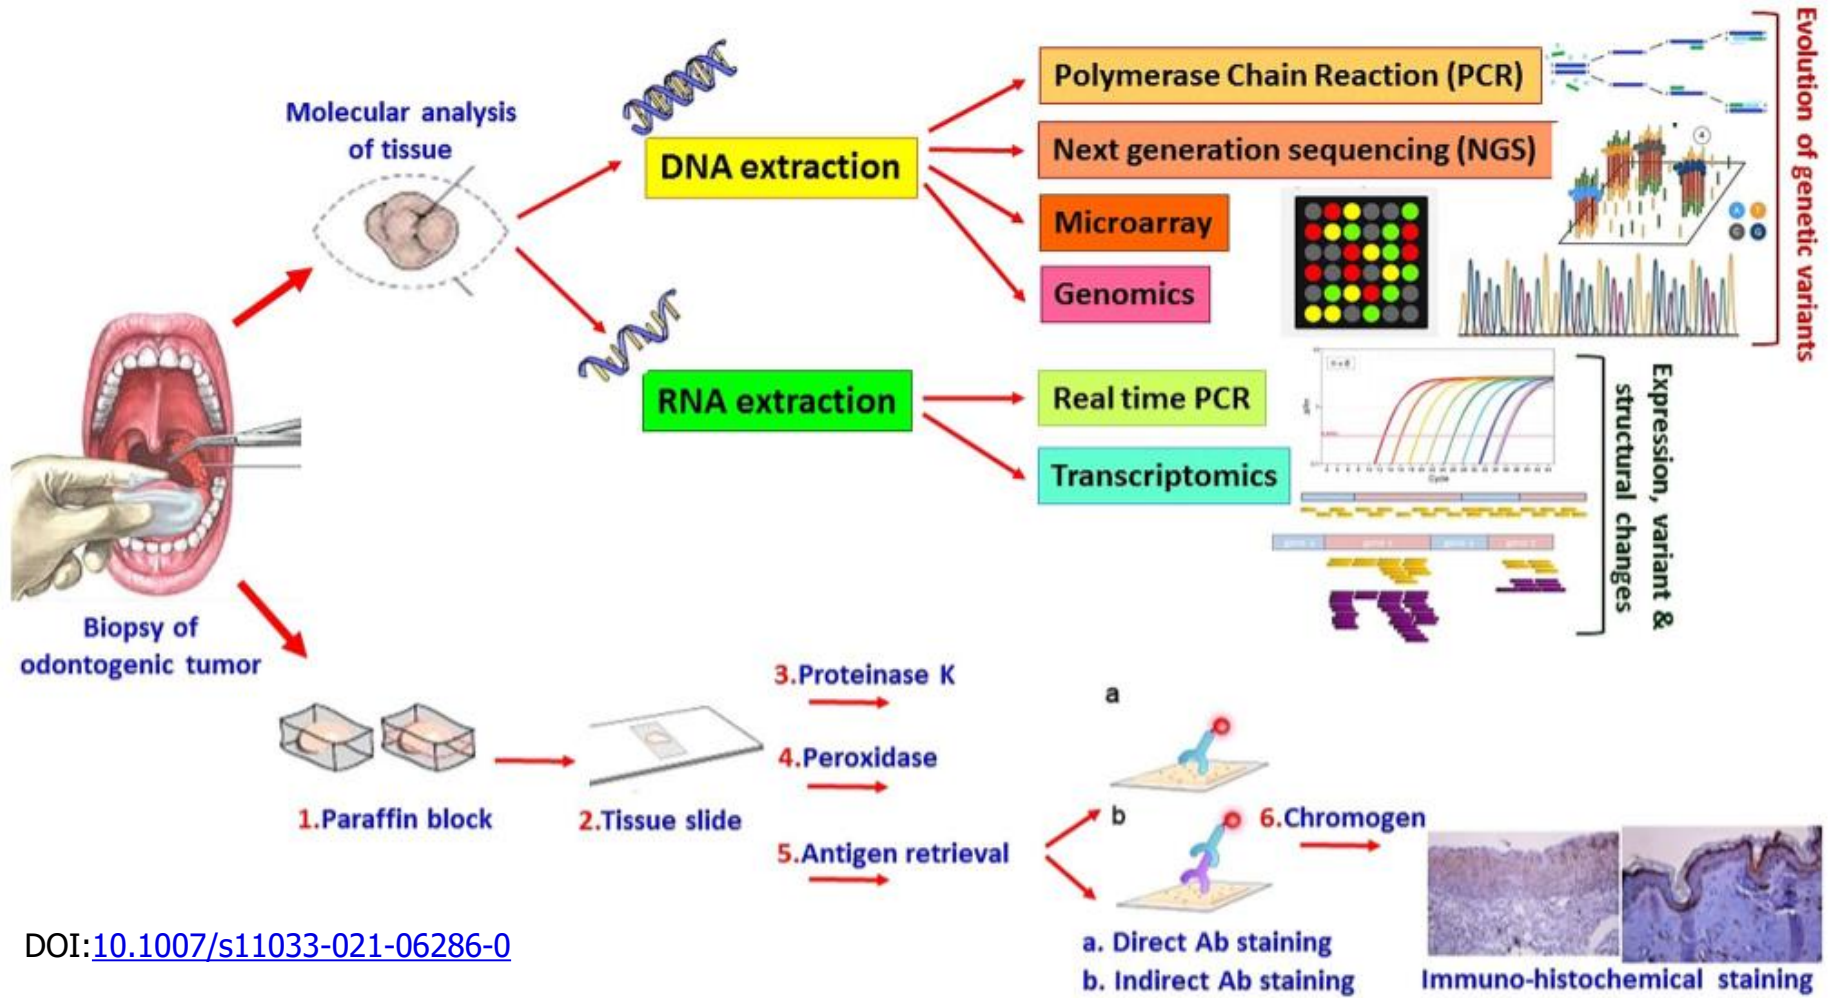 Molecular analysis
of tissue
DNA extraction
Polymerase Chain Reaction (PCR)
Next generation sequencing (NGS)
Microarray
Genomics
Evolution of genetic variants
RNA extraction
Real time PCR
Transcriptomics
Cycle
Expression, variant &
structural changes
Biopsy of
odontogenic tumor
1.Paraffin block
2.Tissue slide
3.Proteinase K
4.Peroxidase
5.Antigen retrieval
a
b
6.Chromogen
a. Direct Ab staining
b. Indirect Ab staining
Immuno-histochemical staining
DOI:10.1007/s11033-021-06286-0